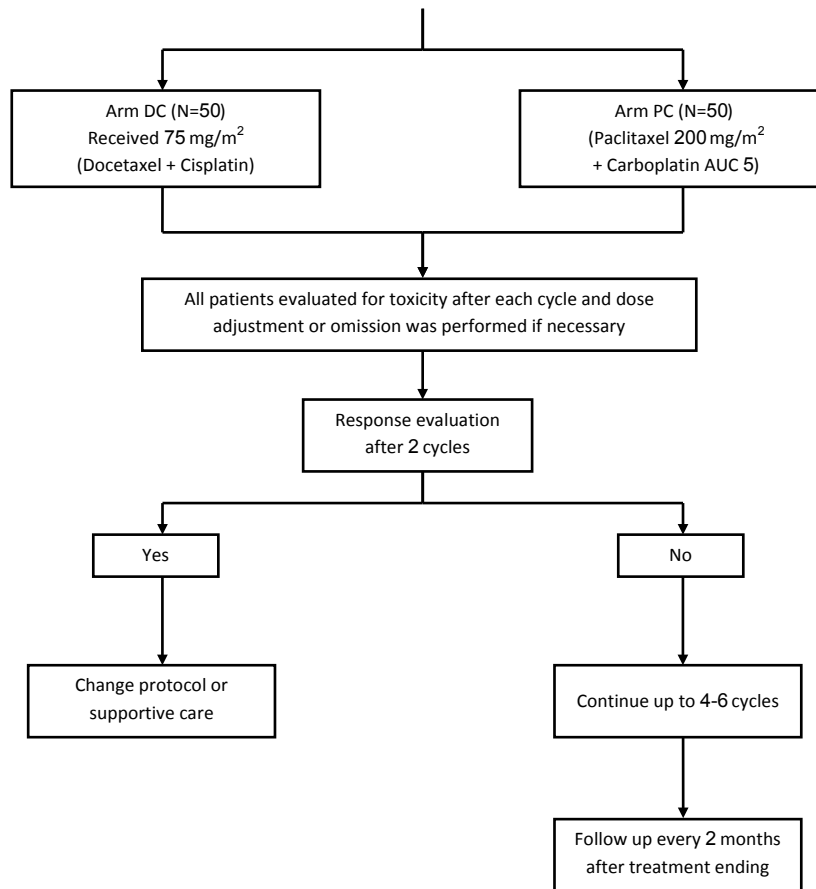 Arm DC (N=50)
Received 75 mg/m²
(Docetaxel + Cisplatin)
Arm PC (N=50)
(Paclitaxel 200 mg/m²
+ Carboplatin AUC 5)
All patients evaluated for toxicity after each cycle and dose
adjustment or omission was performed if necessary
Response evaluation
after 2 cycles
Yes
No
Change protocol or
supportive care
Continue up to 4-6 cycles
Follow up every 2 months
after treatment ending